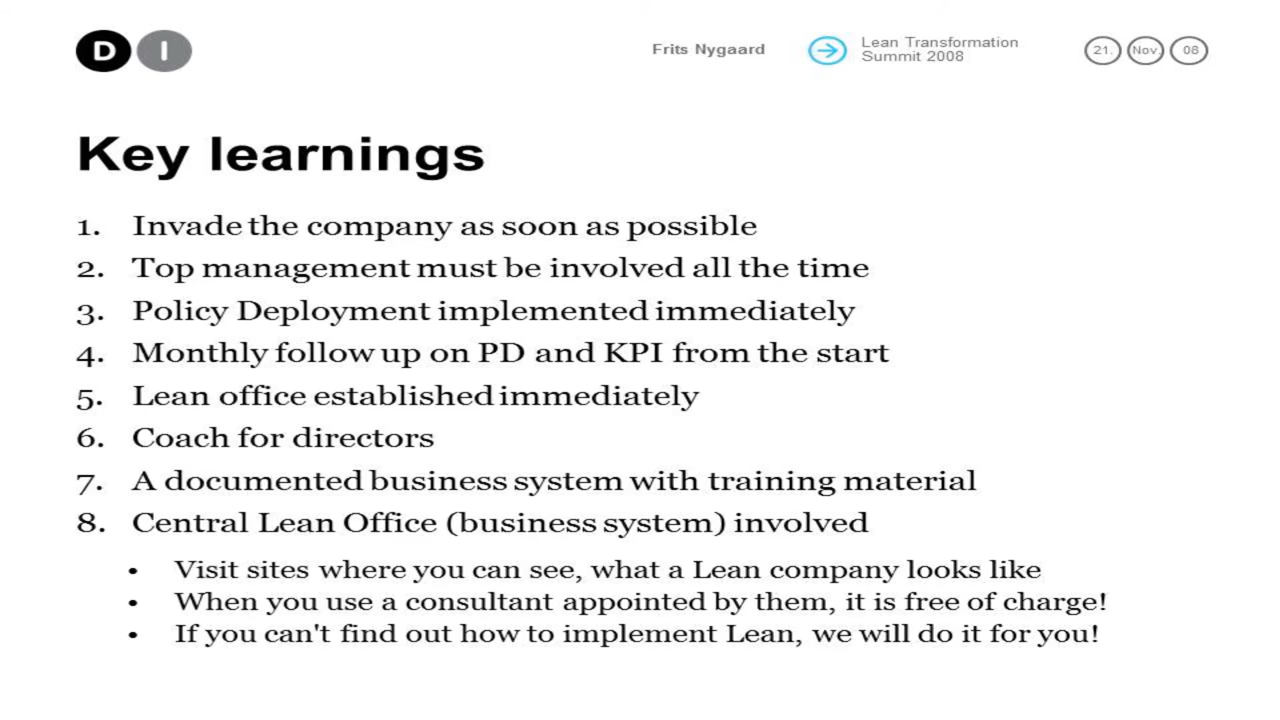 D I
Frits Nygaard
Lean Transformation
Summit 2008
21. Nov. 08
Key learnings
1. Invade the company as soon as possible
2. Top management must be involved all the time
3. Policy Deployment implemented immediately
4. Monthly follow up on PD and KPI from the start
5. Lean office established immediately
6. Coach for directors
7. A documented business system with training material
8. Central Lean Office (business system) involved
• Visit sites where you can see, what a Lean company looks like
• When you use a consultant appointed by them, it is free of charge!
• If you can't find out how to implement Lean, we will do it for you!